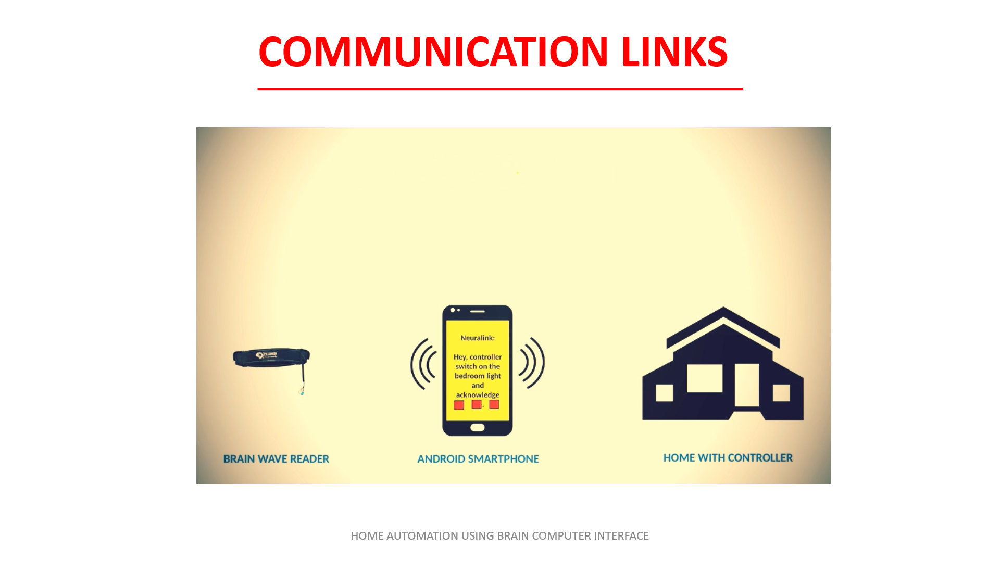 COMMUNICATION LINKS
Neuralink:
Hey, controller
switch on the
bedroom light
and
acknowledge
.
BRAIN WAVE READER
ANDROID SMARTPHONE
HOME WITH CONTROLLER
HOME AUTOMATION USING BRAIN COMPUTER INTERFACE